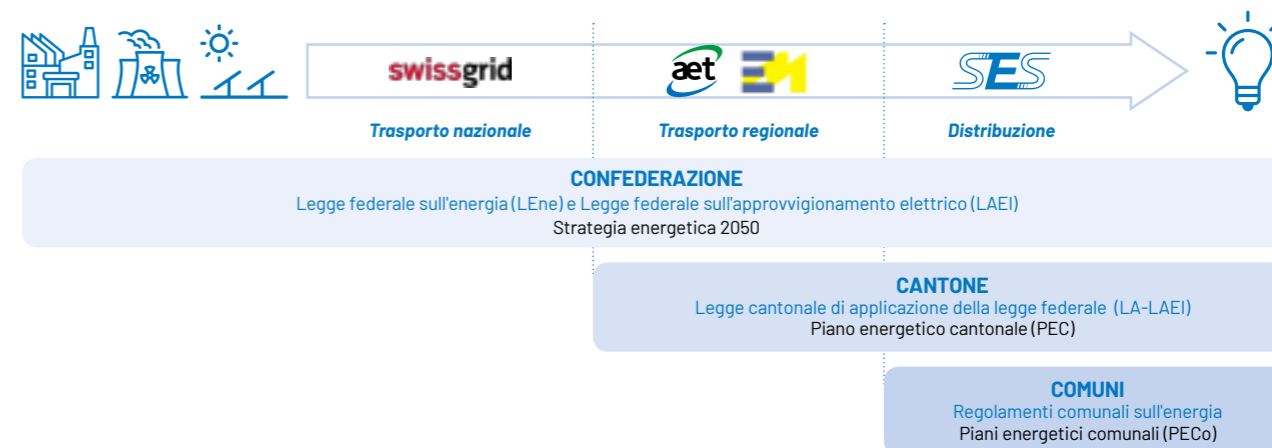 swissgrid
aet
SES
Trasporto nazionale
Trasporto regionale
Distribuzione
CONFEDERAZIONE
Legge federale sull'energia (LEne) e Legge federale sull'approvvigionamento elettrico (LAEl)
Strategia energetica 2050
CANTONE
Legge cantonale di applicazione della legge federale (LA-LAEl)
Piano energetico cantonale (PEC)
COMUNI
Regolamenti comunali sull'energia
Piani energetici comunali (PECo)